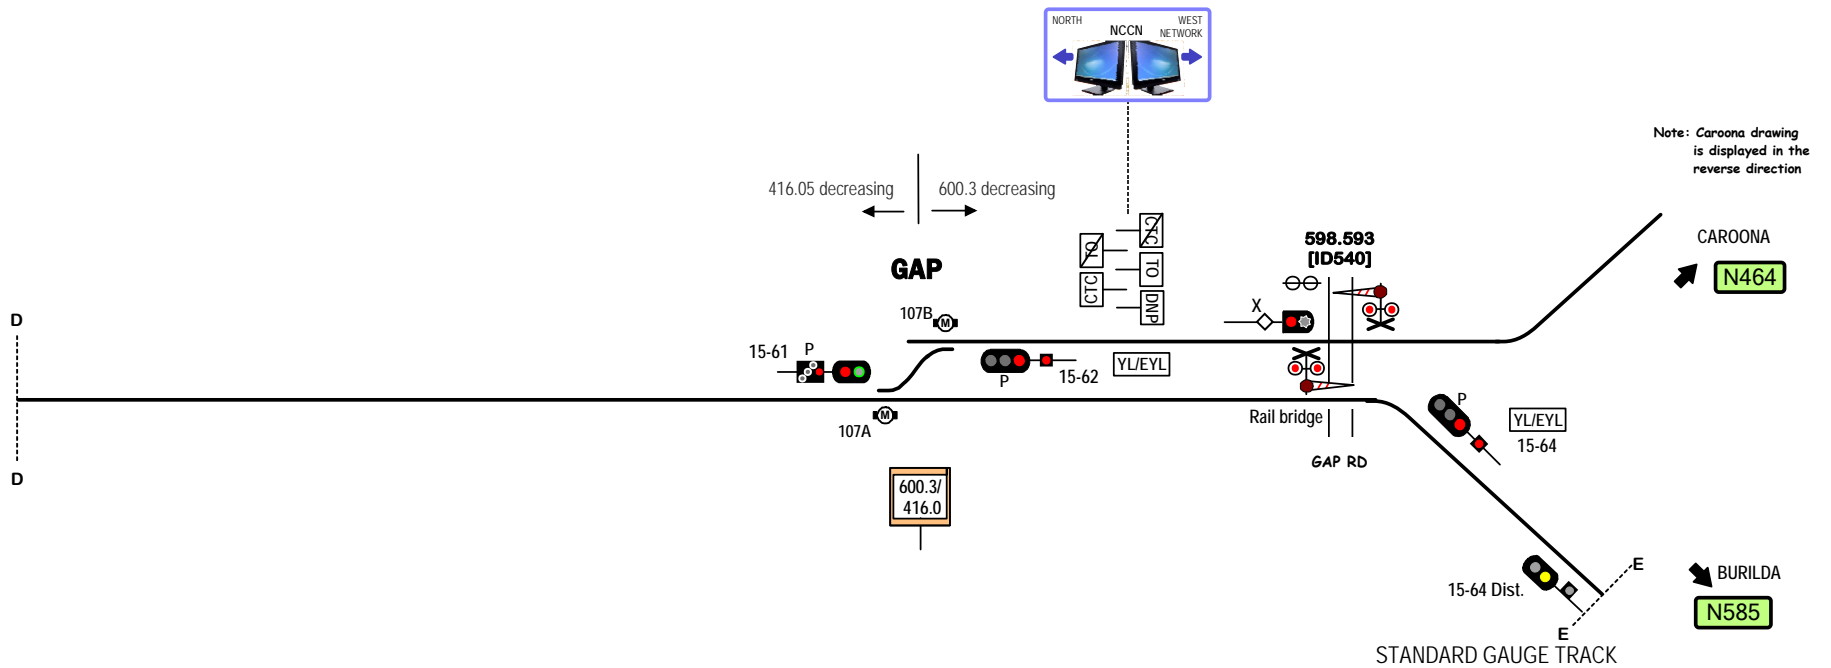 NORTH
WEST
NCCN
NETWORK
Note: Caroona drawing
is displayed in the
reverse direction
416.05 decreasing
600.3 decreasing
CTC
TO
TO
CTC
DNP
598.593
[ID540]
CAROONA
N464
GAP
107B
M
X
D
15-61
P
P
15-62
YL/EYL
M
107A
Rail bridge
GAP RD
P
YL/EYL
15-64
D
600.3/
416.0
E
15-64 Dist.
BURILDA
N585
E
STANDARD GAUGE TRACK